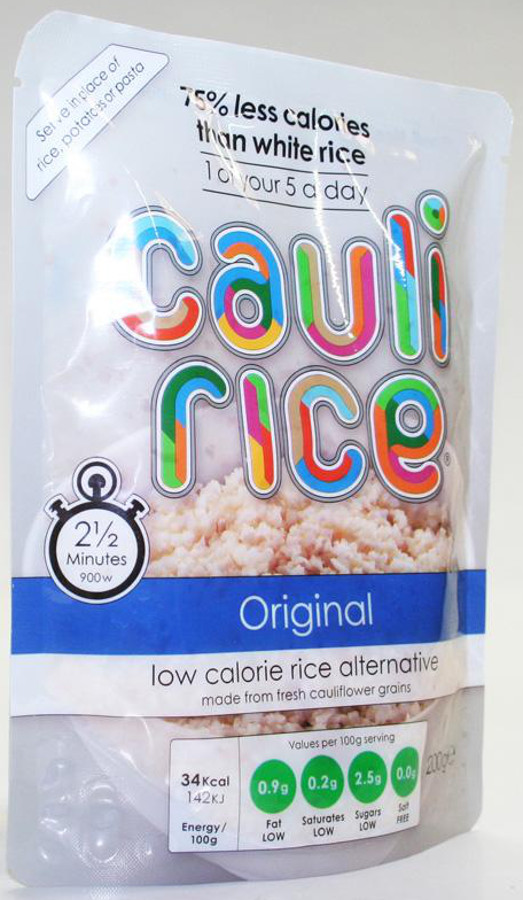 Serve in place of
rice, potatoes or pasta
75% less calories
than white rice
1 of your 5 a day
cauli
rice®
2½
Minutes
900w
Original
low calorie rice alternative
made from fresh cauliflower grains
Values per 100g serving
34Kcal
142KJ
Energy/
100g
0.9g
Fat
LOW
0.2g
Saturates
LOW
2.5g
Sugars
LOW
0.0g
Salt
FREE
200g e